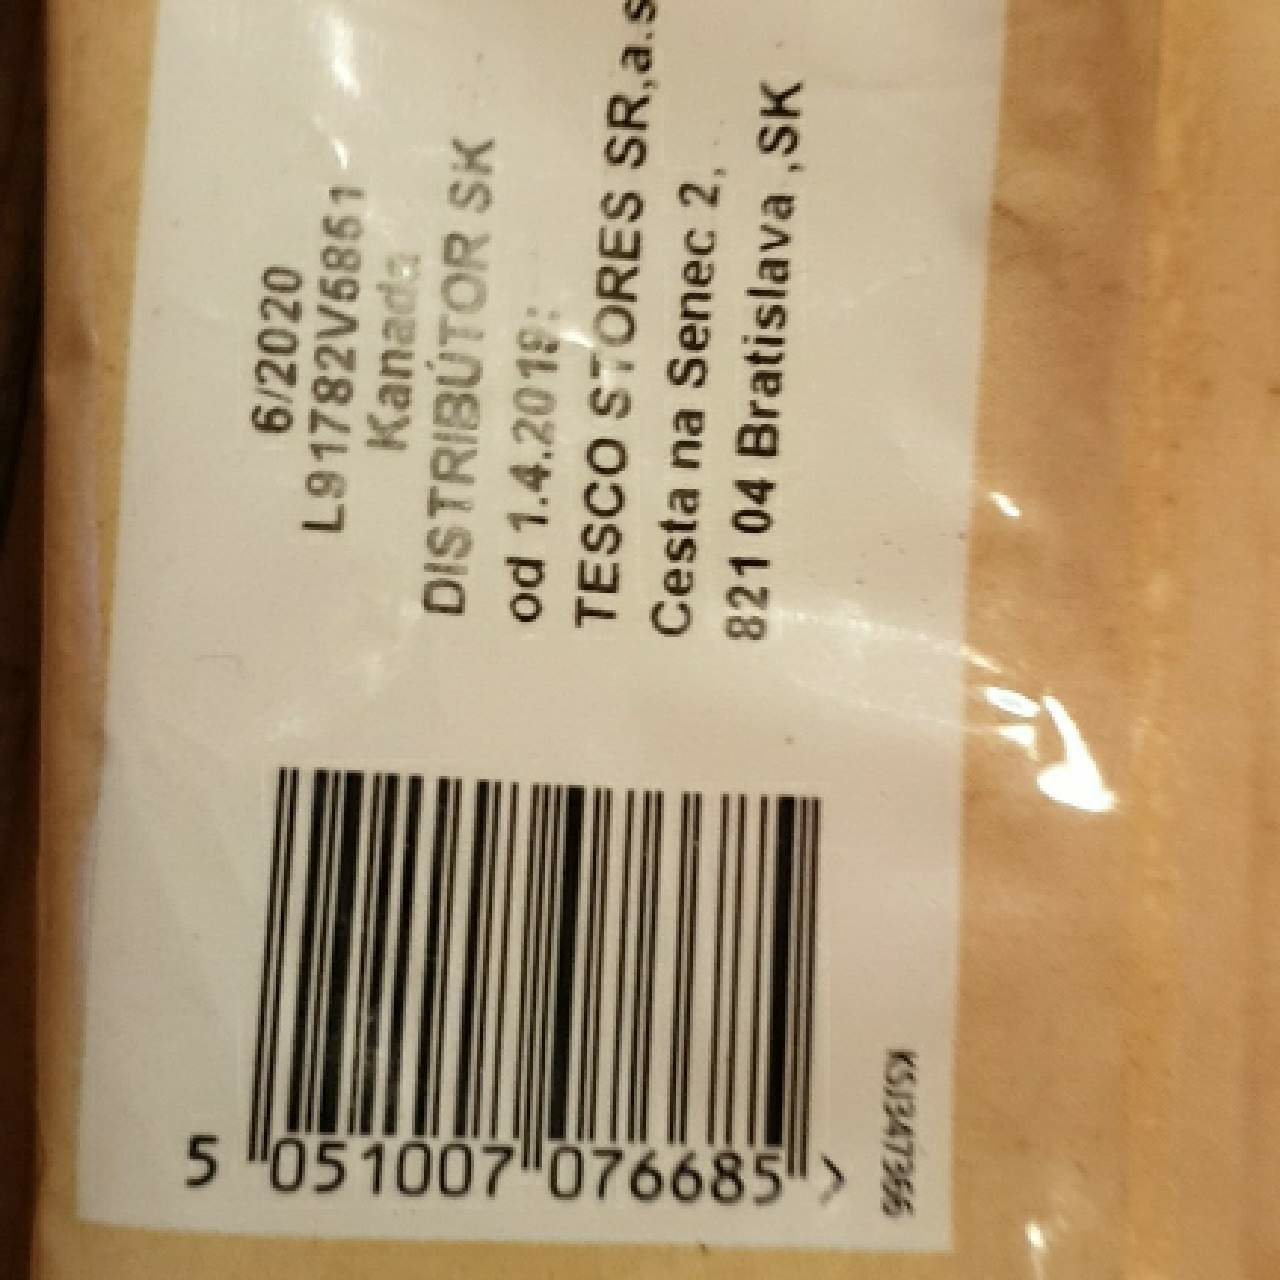 6/2020
L91782V5851
Kanada
DISTRIBÚTOR SK
od 1.4.2019:
TESCO STORES SR,a.s
Cesta na Senec 2,
821 04 Bratislava ,SK
5 051007 076685 >